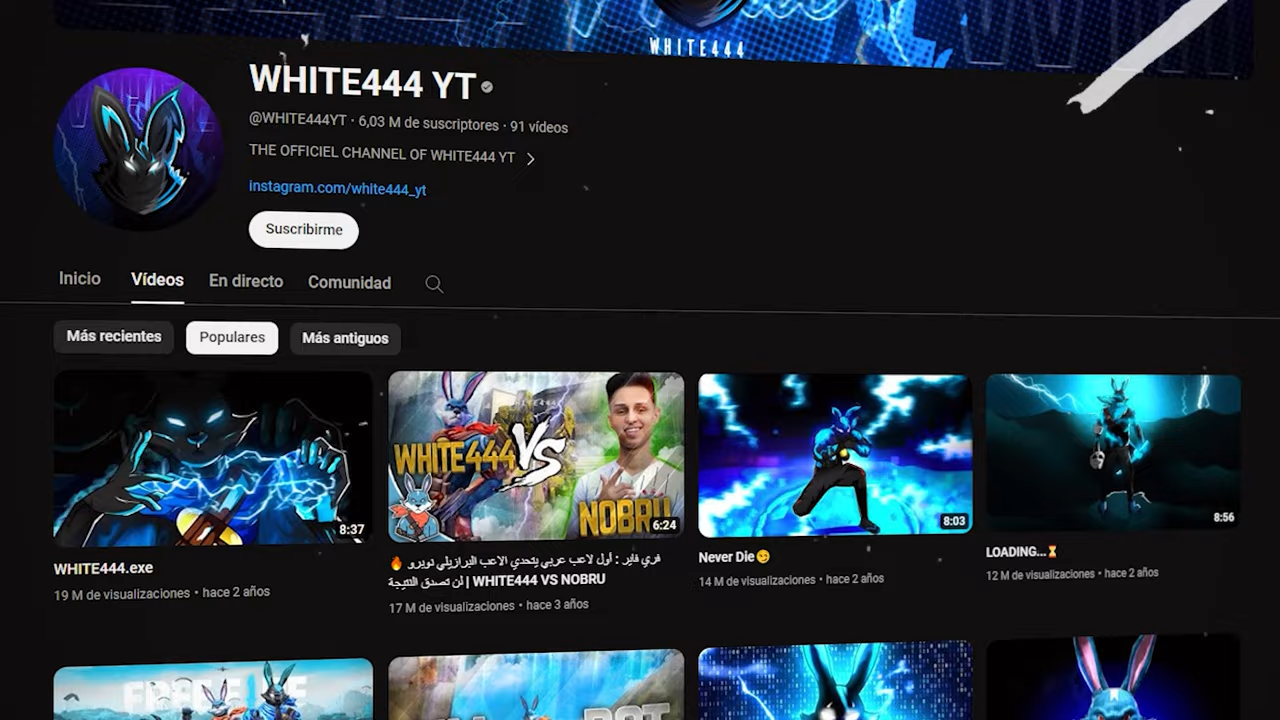 WHITE444
WHITE444 YT
@WHITE444YT · 6,03 M de suscriptores · 91 vídeos
THE OFFICIEL CHANNEL OF WHITE444 YT
instagram.com/white444_yt
Suscribirme
Inicio Vídeos En directo Comunidad
Más recientes Populares Más antiguos
WHITE444
VS
NOBRU
8:37 6:24 8:03 8:56
WHITE444.exe
19 M de visualizaciones · hace 2 años
🔥 فري فاير : أول لاعب عربي يتحدي الاعب البرازيلي نوبرو
لن تصدق النتيجة | WHITE444 VS NOBRU
17 M de visualizaciones · hace 3 años
Never Die😏
14 M de visualizaciones · hace 2 años
LOADING...⌛
12 M de visualizaciones · hace 2 años
FREE FIRE